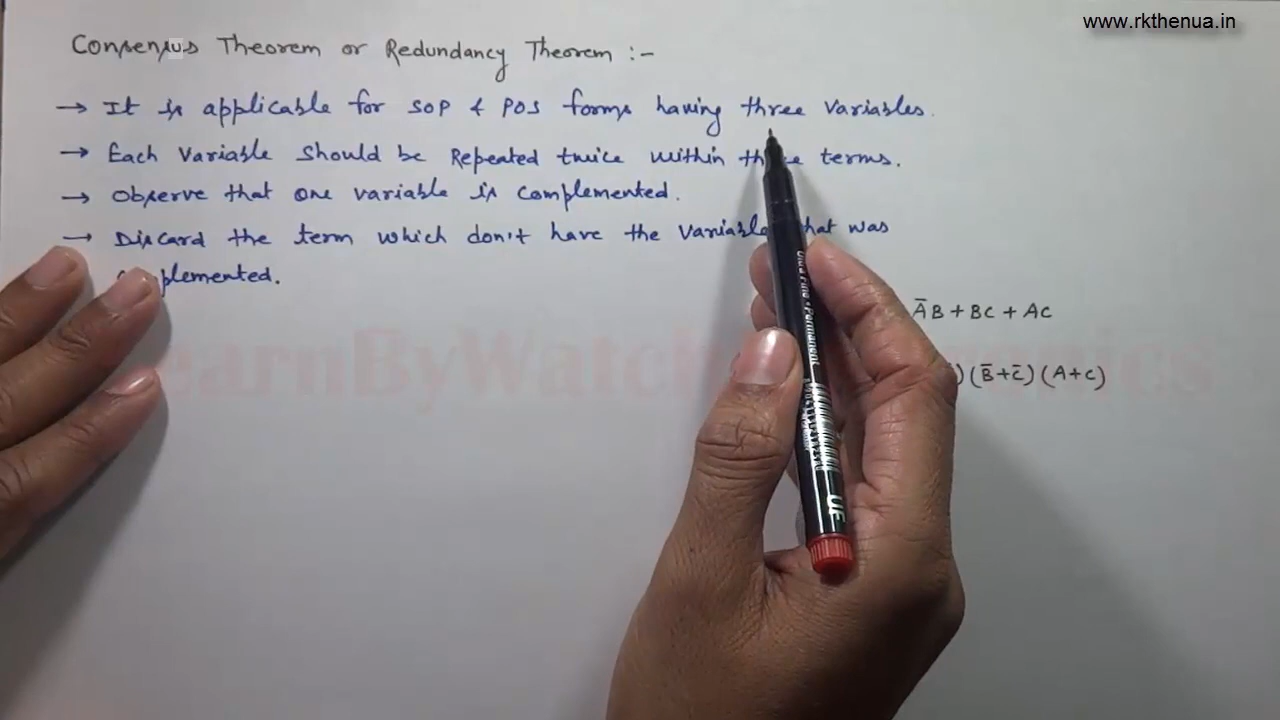 www.rkthenua.in
Consensus Theorem or Redundancy Theorem :-
→ It is applicable for SOP & POS forms having three variables.
→ Each variable should be Repeated twice within terms.
→ Observe that one variable is complemented.
→ Discard the term which don't have the variable that was
complemented.
ĀB + BC + AC
) (B̄+C̄) (A+C)
LearnByWatch